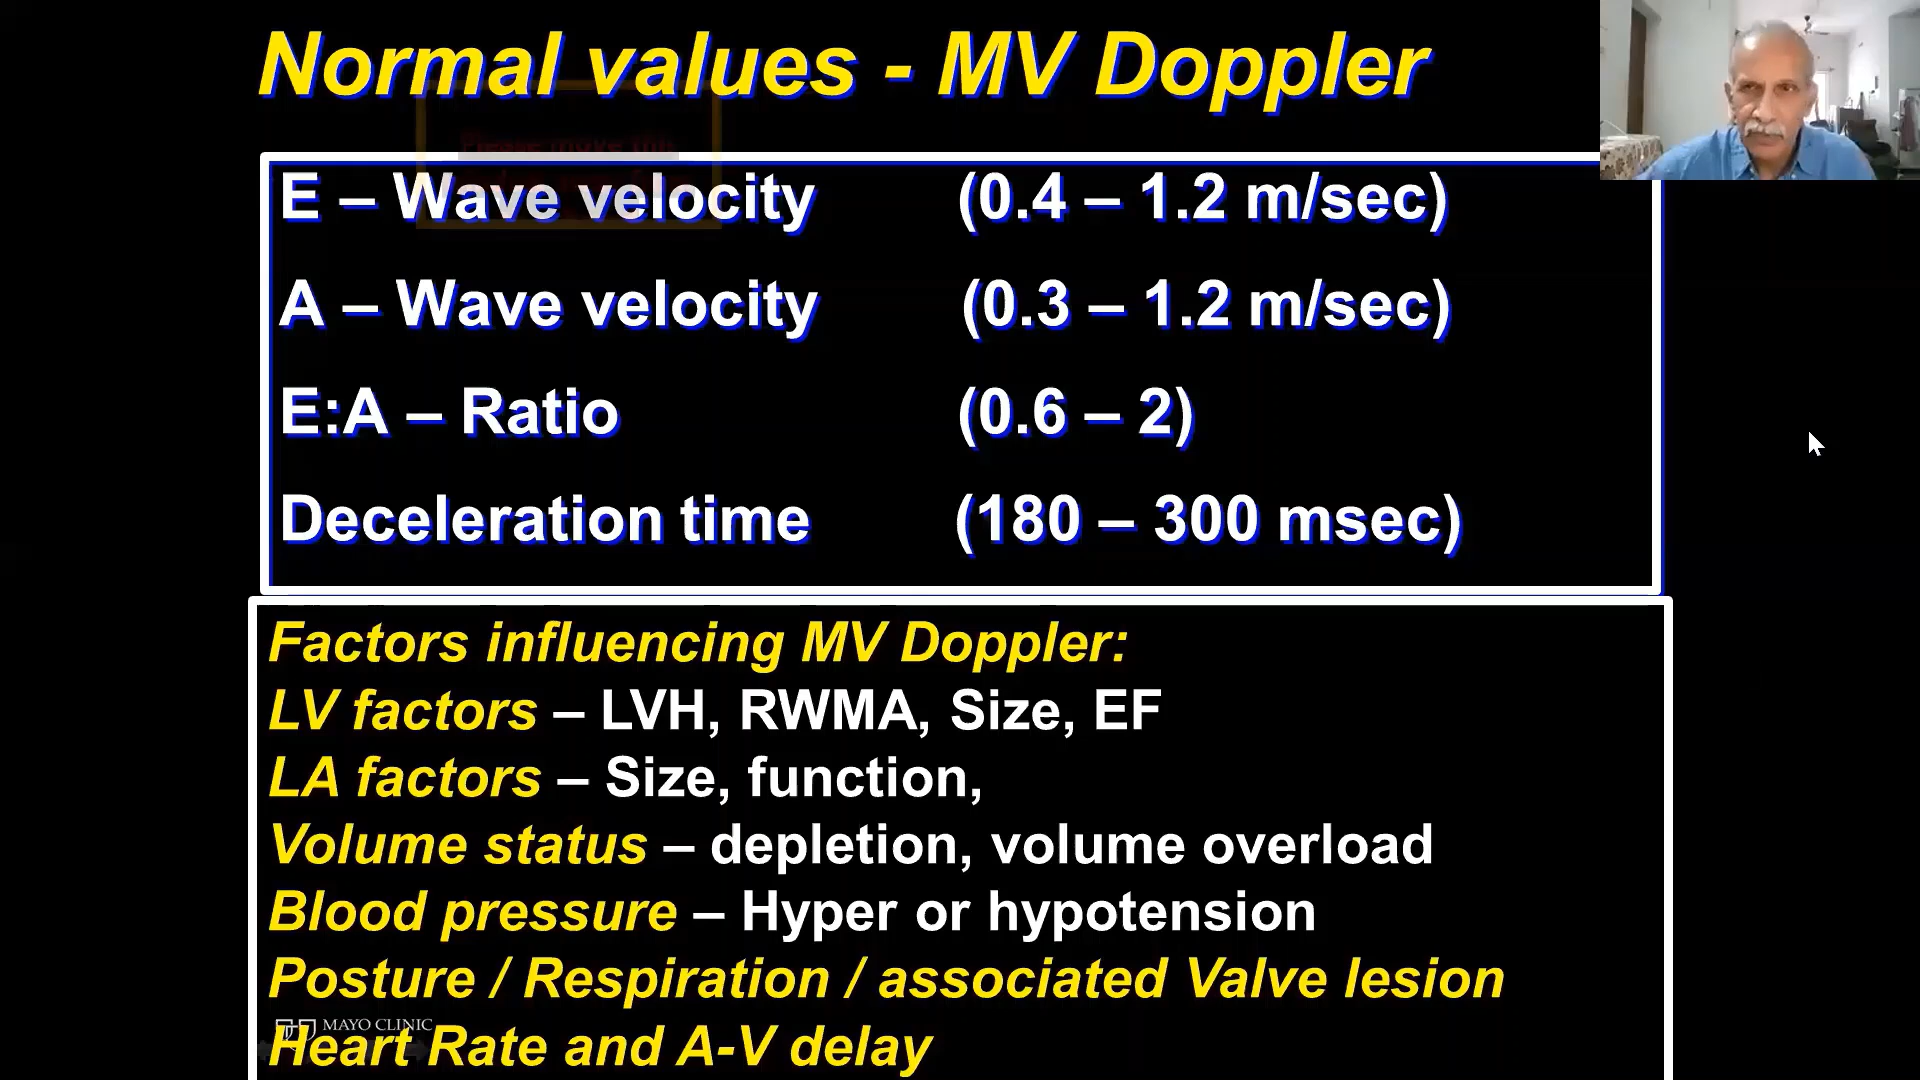 Normal values - MV Doppler
Please move this
E – Wave velocity (0.4 – 1.2 m/sec)
A – Wave velocity (0.3 – 1.2 m/sec)
E:A – Ratio (0.6 – 2)
Deceleration time (180 – 300 msec)
Factors influencing MV Doppler:
LV factors – LVH, RWMA, Size, EF
LA factors – Size, function,
Volume status – depletion, volume overload
Blood pressure – Hyper or hypotension
Posture / Respiration / associated Valve lesion
MAYO CLINIC
Heart Rate and A-V delay